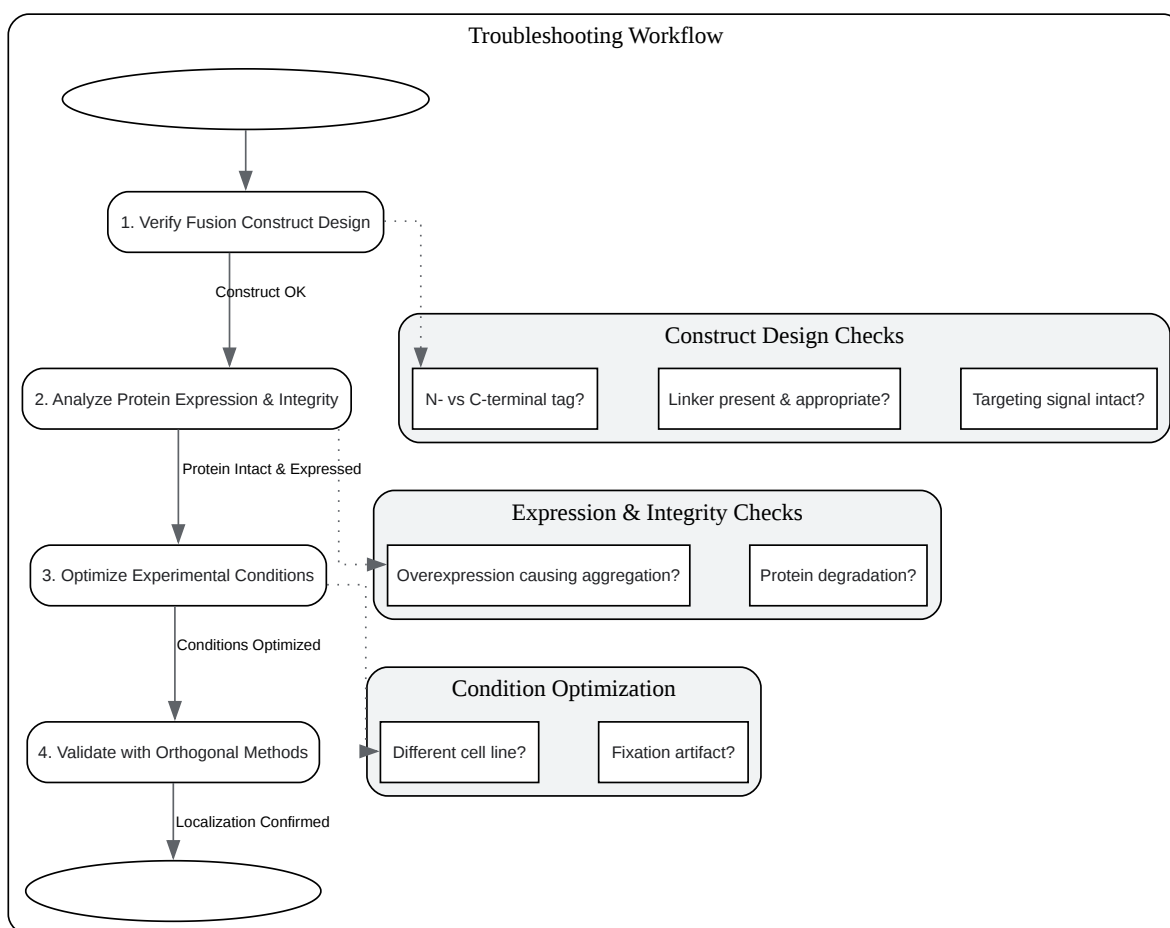 Troubleshooting Workflow
1. Verify Fusion Construct Design
Construct OK
Construct Design Checks
2. Analyze Protein Expression & Integrity
N- vs C-terminal tag?
Linker present & appropriate?
Targeting signal intact?
Protein Intact & Expressed
Expression & Integrity Checks
3. Optimize Experimental Conditions
Overexpression causing aggregation?
Protein degradation?
Conditions Optimized
Condition Optimization
4. Validate with Orthogonal Methods
Different cell line?
Fixation artifact?
Localization Confirmed